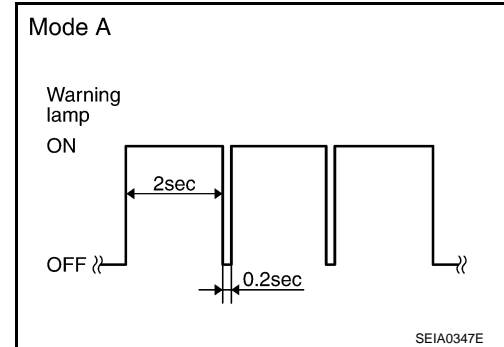 Mode A
Warning
lamp
ON
2sec
OFF
0.2sec
SEIA0347E